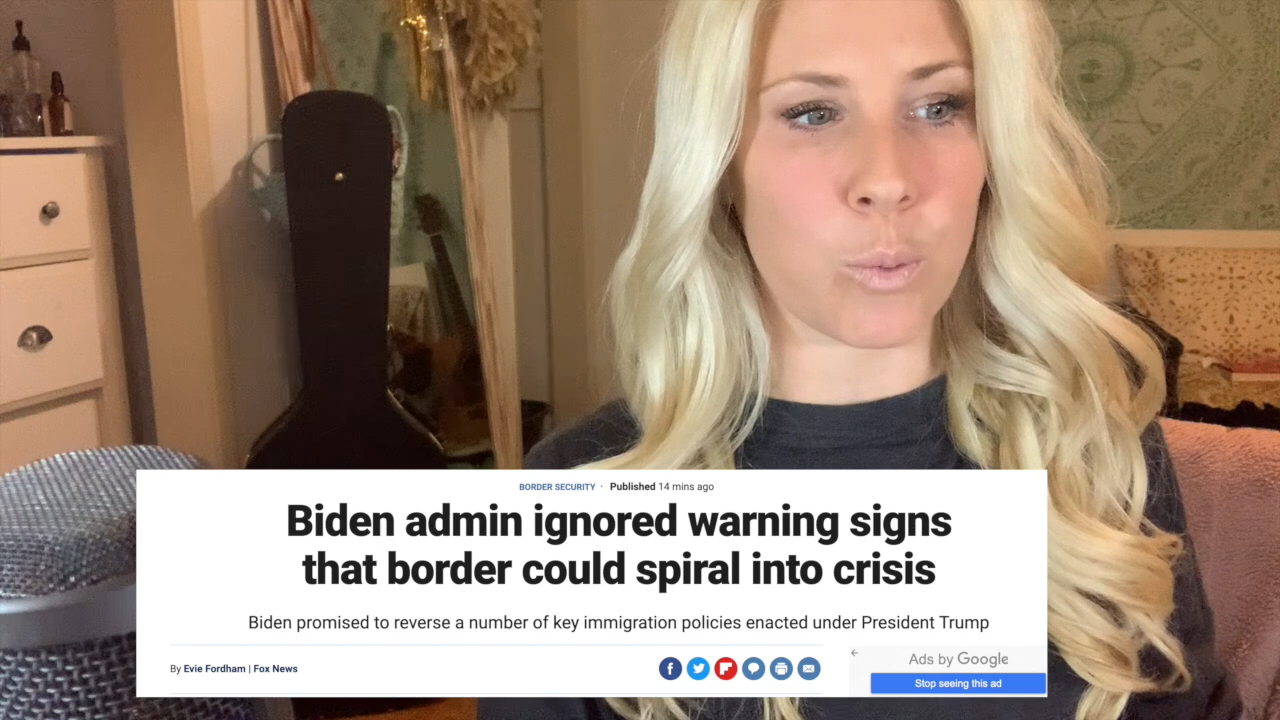 BORDER SECURITY · Published 14 mins ago
Biden admin ignored warning signs
that border could spiral into crisis
Biden promised to reverse a number of key immigration policies enacted under President Trump
By Evie Fordham | Fox News
Ads by Google
Stop seeing this ad